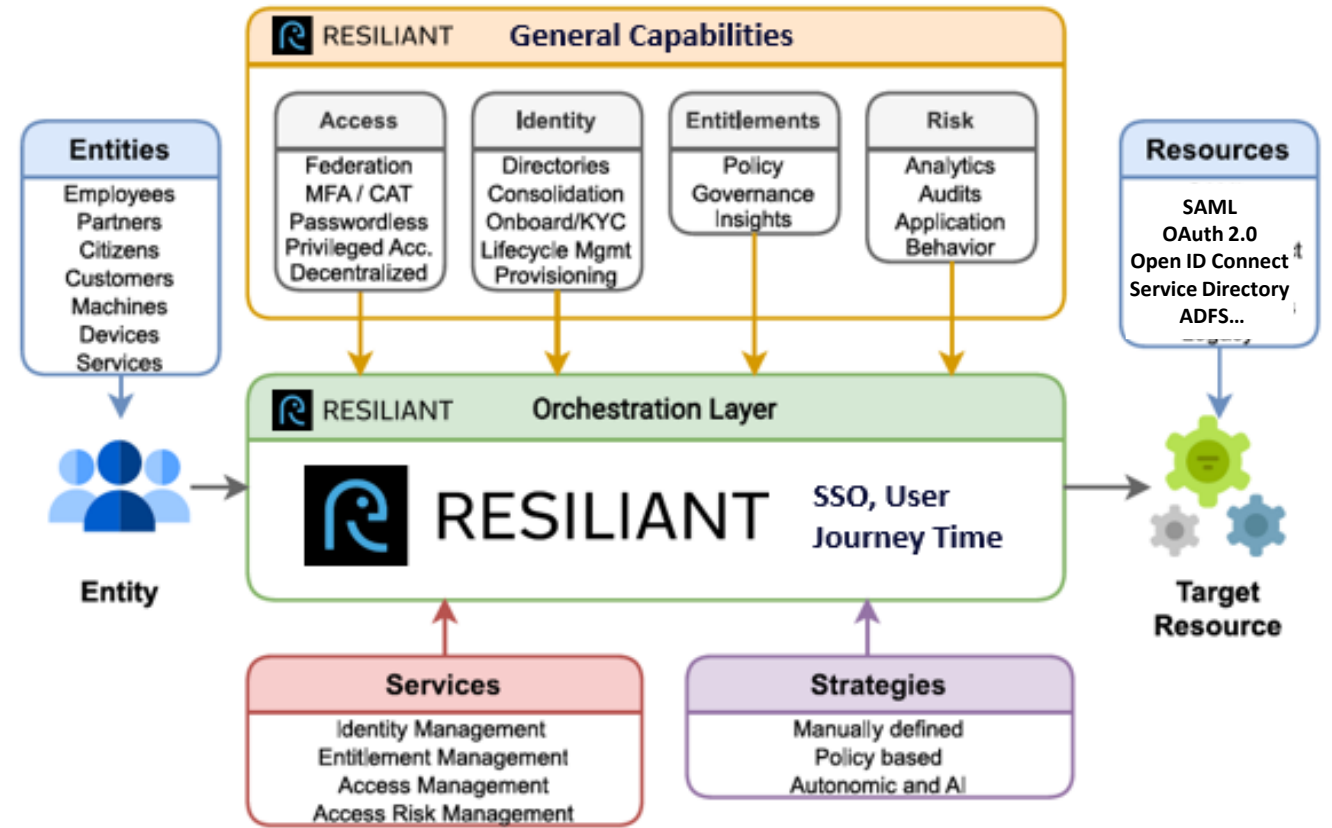 RESILIANT General Capabilities
Access
Federation
MFA / CAT
Passwordless
Privileged Acc.
Decentralized
Identity
Directories
Consolidation
Onboard/KYC
Lifecycle Mgmt
Provisioning
Entitlements
Policy
Governance
Insights
Risk
Analytics
Audits
Application
Behavior
Entities
Employees
Partners
Citizens
Customers
Machines
Devices
Services
Resources
SAML
OAuth 2.0
Open ID Connect
Service Directory
ADFS...
RESILIANT Orchestration Layer
RESILIANT
SSO, User
Journey Time
Entity
Target
Resource
Services
Identity Management
Entitlement Management
Access Management
Access Risk Management
Strategies
Manually defined
Policy based
Autonomic and AI